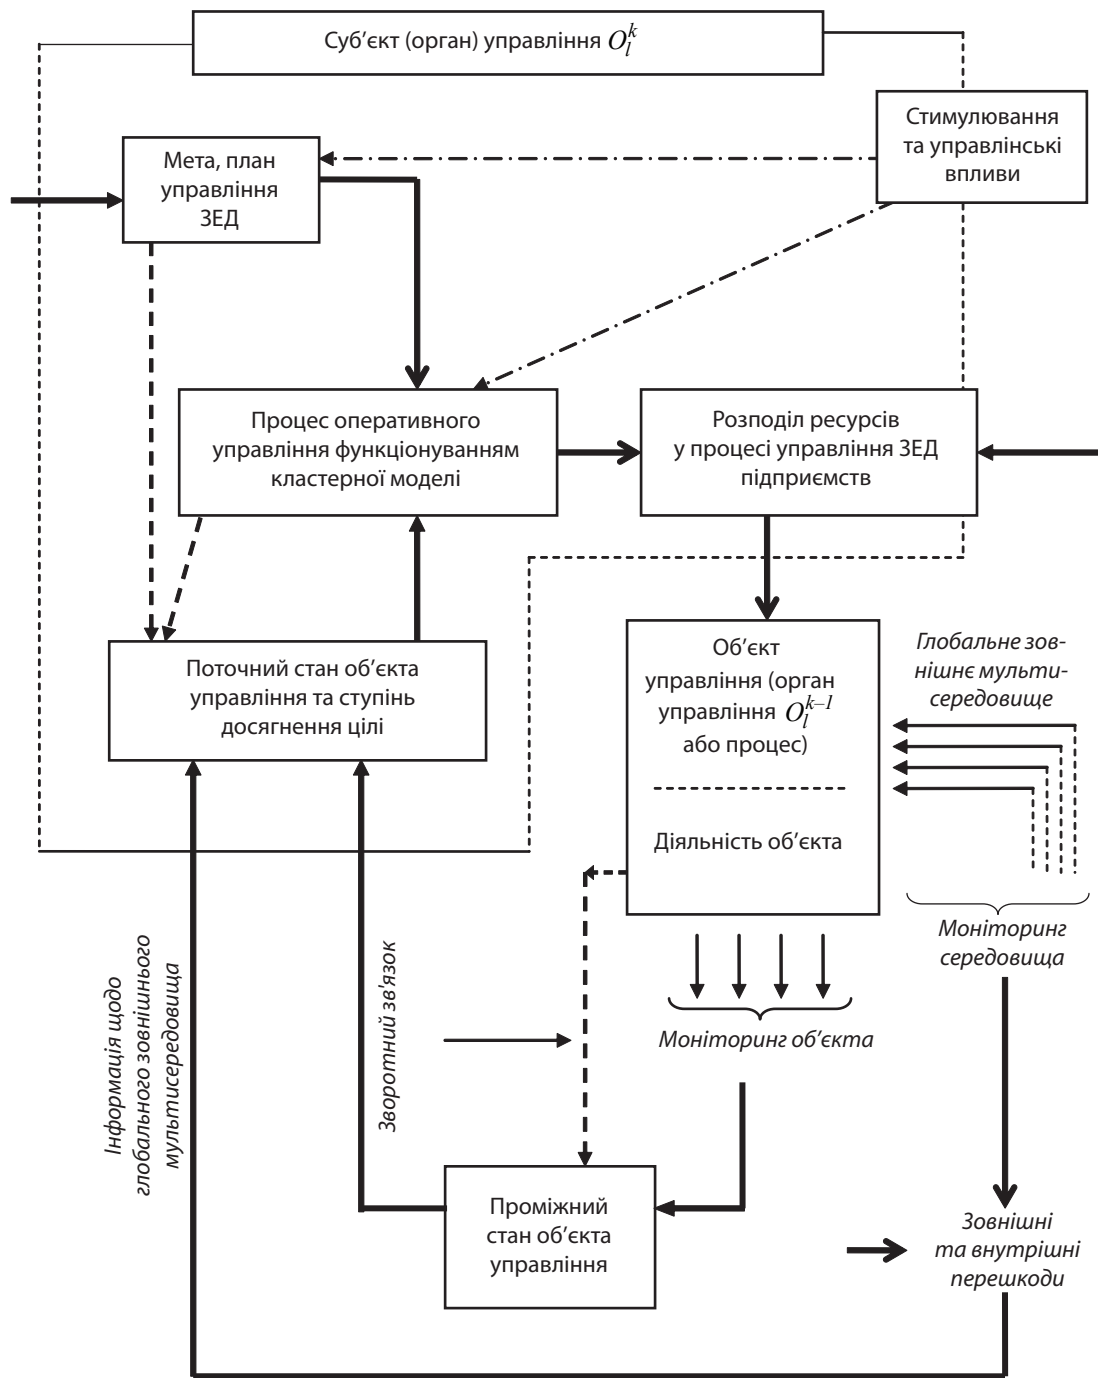 Суб’єкт (орган) управління O_l^k
Стимулювання
та управлінські
впливи
Мета, план
управління
ЗЕД
Процес оперативного
управління функціонуванням
кластерної моделі
Розподіл ресурсів
у процесі управління ЗЕД
підприємств
Поточний стан об’єкта
управління та ступінь
досягнення цілі
Об’єкт
управління (орган
управління O_l^{k–1}
або процес)
Діяльність об’єкта
Глобальне зов-
нішнє мульти-
середовище
Моніторинг
середовища
Моніторинг об’єкта
Інформація щодо
глобального зовнішнього
мультисередовища
Зворотний зв'язок
Проміжний
стан об’єкта
управління
Зовнішні
та внутрішні
перешкоди